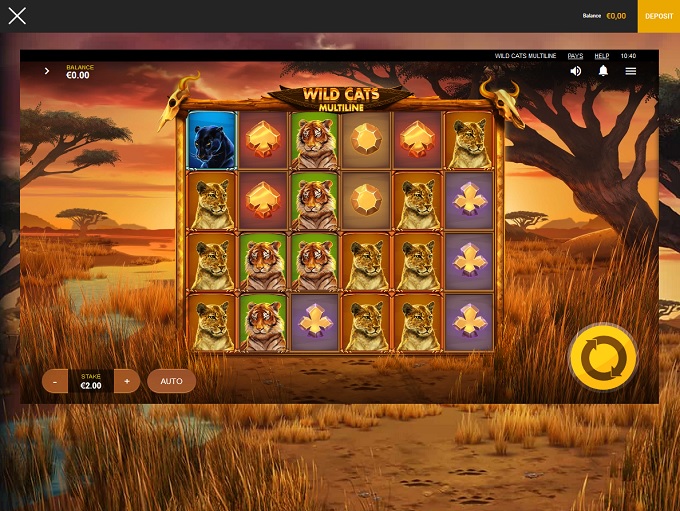 Balance €0,00 DEPOSIT
WILD CATS MULTILINE PAYS HELP 10:40
BALANCE
€0.00
WILD CATS
MULTILINE
- STAKE + AUTO
€2.00